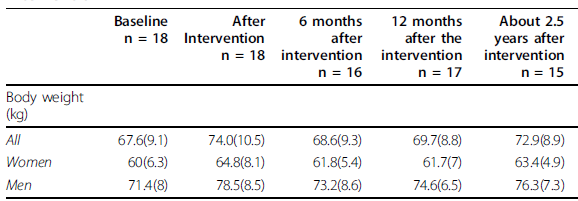 Baseline After 6 months 12 months About 2.5
n = 18 Intervention after after the years after
n = 18 intervention intervention intervention
n = 16 n = 17 n = 15
Body weight
(kg)
All 67.6(9.1) 74.0(10.5) 68.6(9.3) 69.7(8.8) 72.9(8.9)
Women 60(6.3) 64.8(8.1) 61.8(5.4) 61.7(7) 63.4(4.9)
Men 71.4(8) 78.5(8.5) 73.2(8.6) 74.6(6.5) 76.3(7.3)